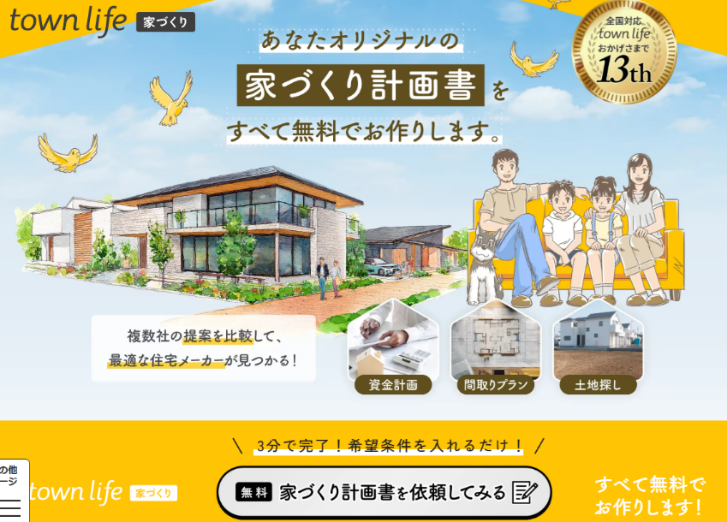 town life 家づくり
全国対応
town life
おかげさまで
13th
あなたオリジナルの
家づくり計画書を
すべて無料でお作りします。
複数社の提案を比較して、
最適な住宅メーカーが見つかる！
資金計画
間取りプラン
土地探し
\ 3分で完了！希望条件を入れるだけ！ /
の他
ージ
town life 家づくり
無料 家づくり計画書を依頼してみる
すべて無料で
お作りします！